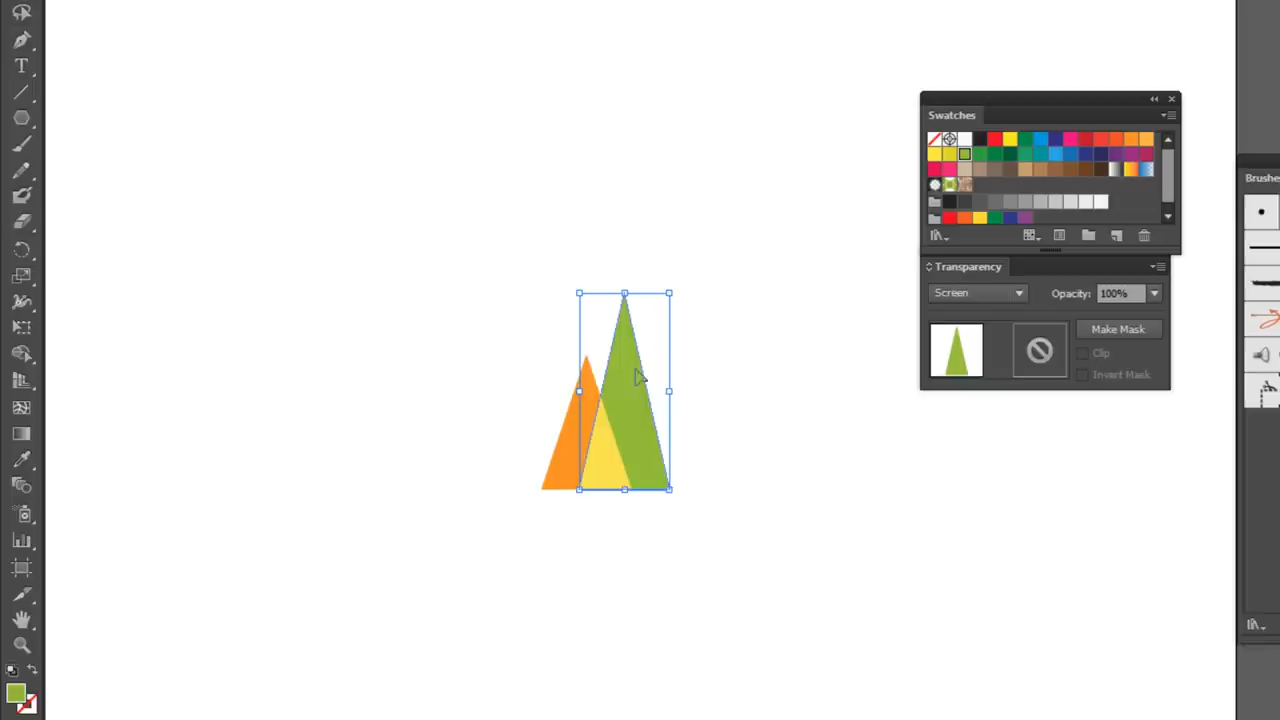 T
Swatches
Transparency
Screen
Opacity: 100%
Make Mask
Clip
Invert Mask
Brushe